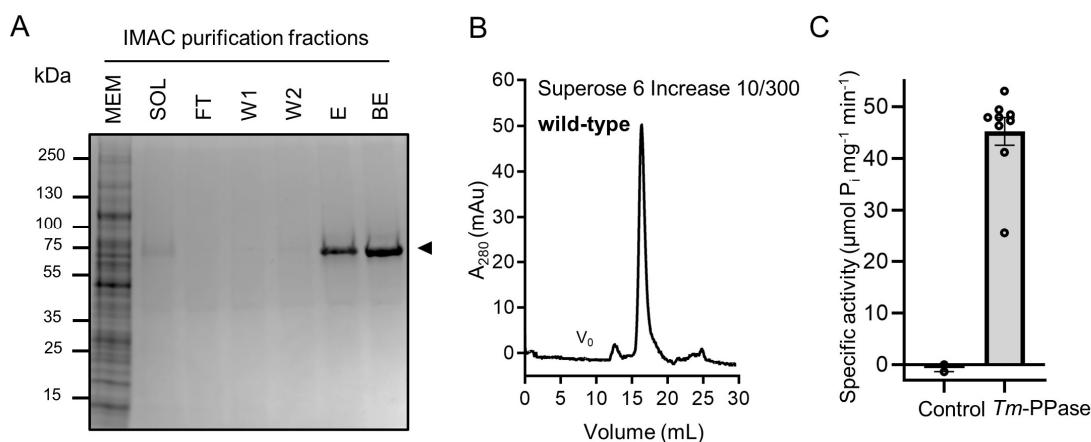 A
IMAC purification fractions
kDa
MEM
SOL
FT
W1
W2
E
BE
250
130
100
75
55
35
25
15
B
Superose 6 Increase 10/300
wild-type
A280 (mAu)
60
50
40
30
20
10
0
V0
0 5 10 15 20 25 30
Volume (mL)
C
Specific activity (µmol Pi mg-1 min-1)
50
40
30
20
10
0
Control Tm-PPase